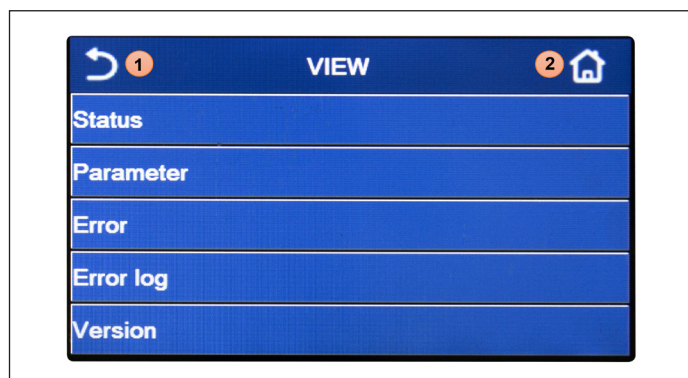 1 VIEW 2
Status
Parameter
Error
Error log
Version